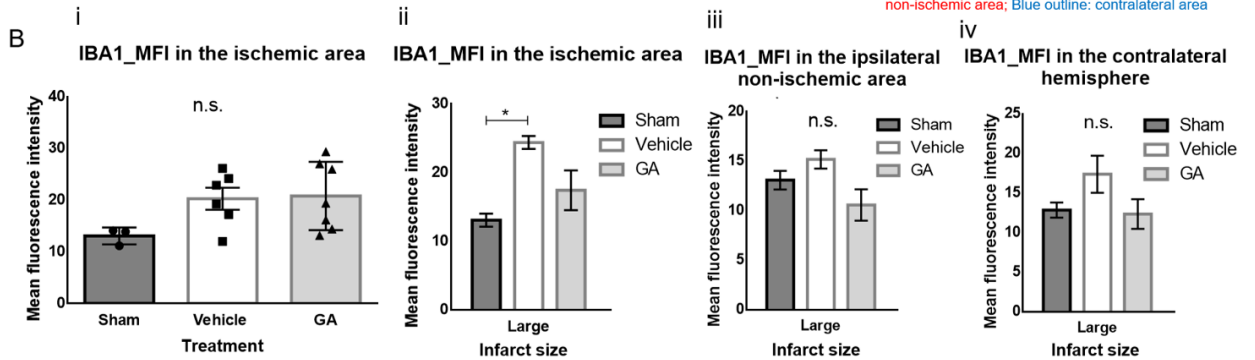 non-ischemic area; Blue outline: contralateral area
B
i
IBA1_MFI in the ischemic area
Mean fluorescence intensity
40
30
20
10
0
n.s.
Sham
Vehicle
GA
Treatment
ii
IBA1_MFI in the ischemic area
Mean fluorescence intensity
30
20
10
0
*
Sham
Vehicle
GA
Large
Infarct size
iii
IBA1_MFI in the ipsilateral
non-ischemic area
Mean fluorescence intensity
20
15
10
5
0
n.s.
Sham
Vehicle
GA
Large
Infarct size
iv
IBA1_MFI in the contralateral
hemisphere
Mean fluorescence intensity
25
20
15
10
5
0
n.s.
Sham
Vehicle
GA
Large
Infarct size